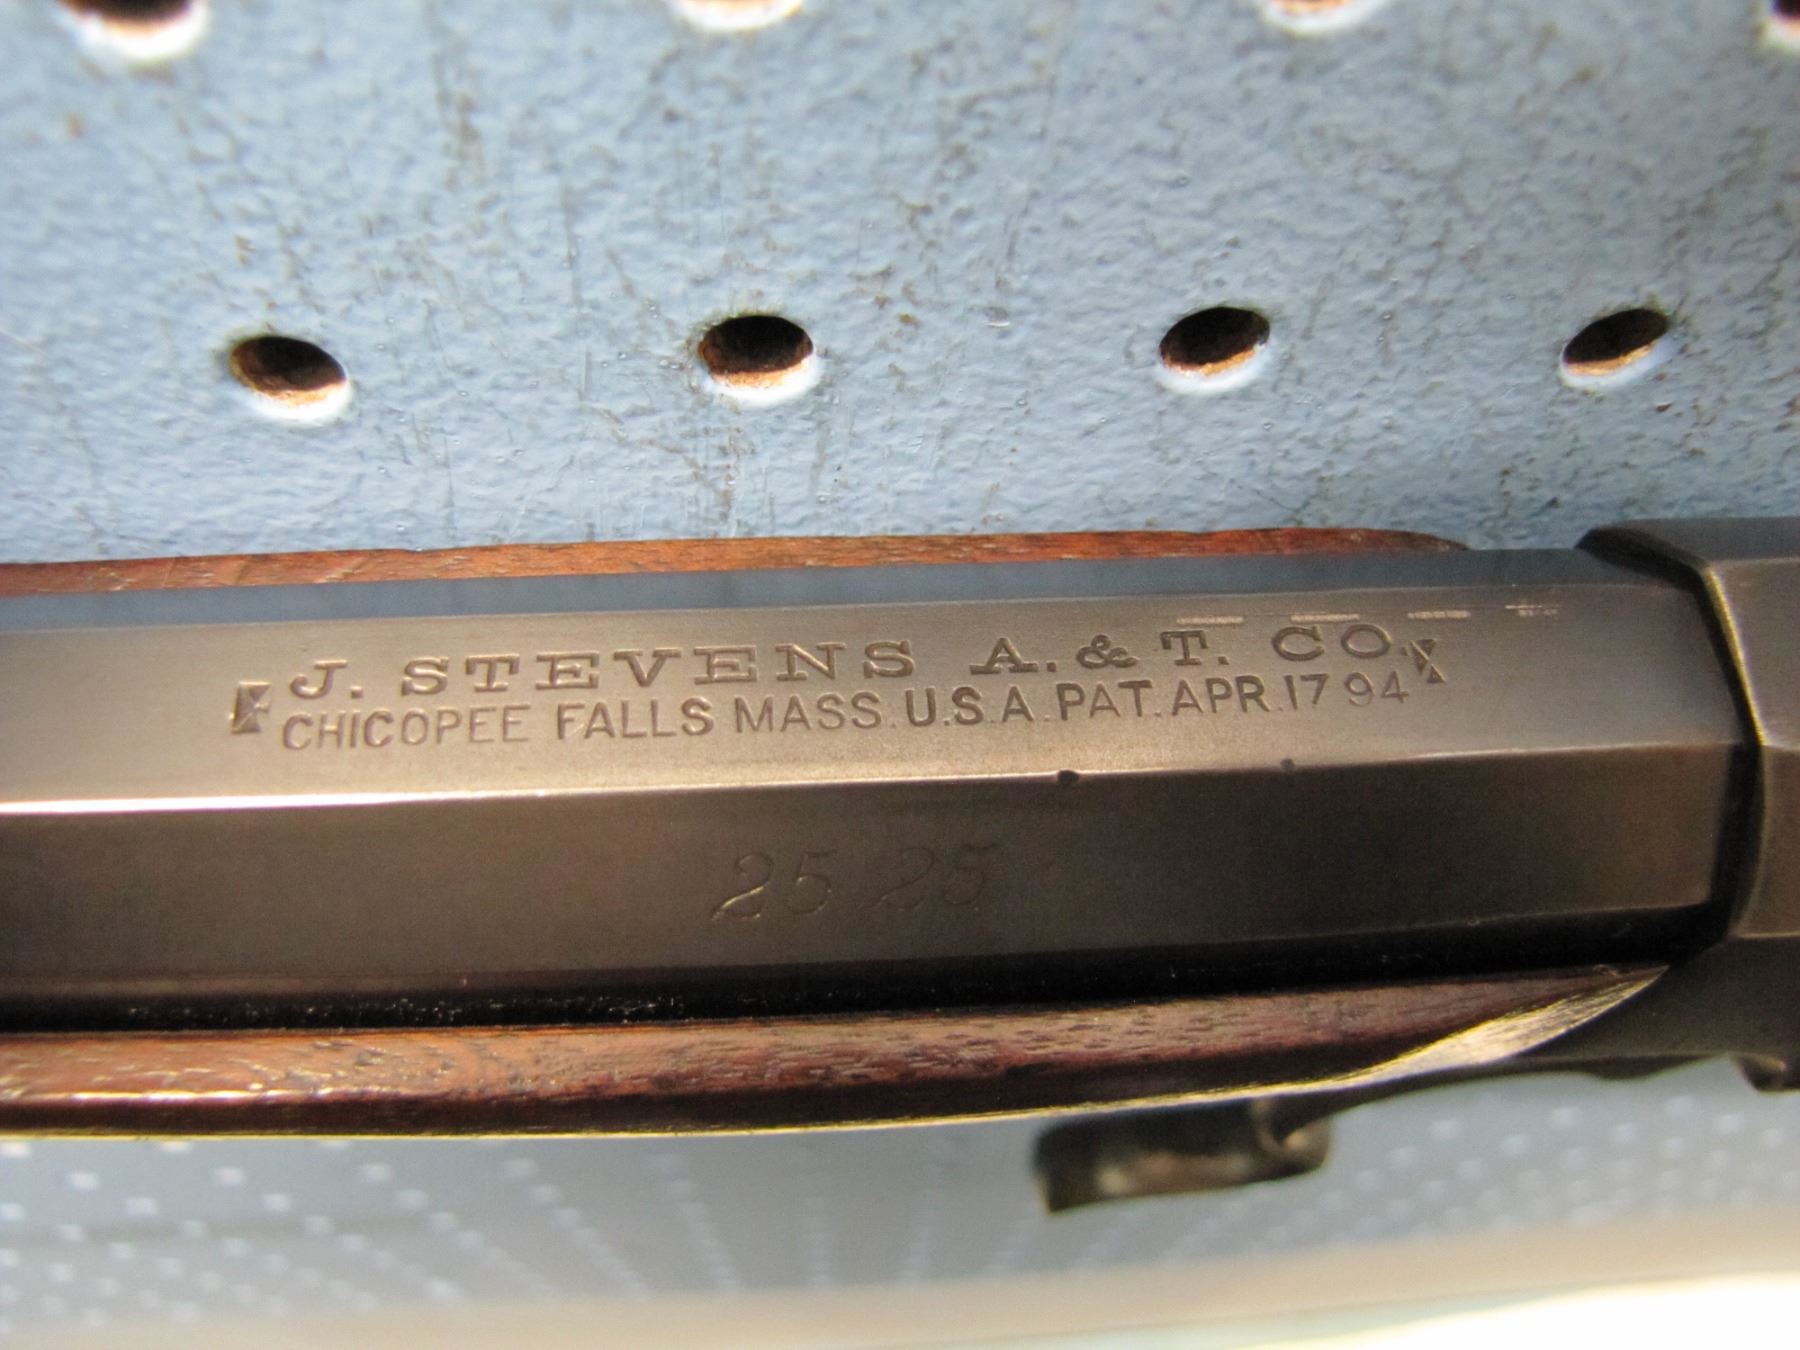 J. STEVENS A. & T. CO.
CHICOPEE FALLS MASS. U.S.A. PAT. APR. 17 94
25 25